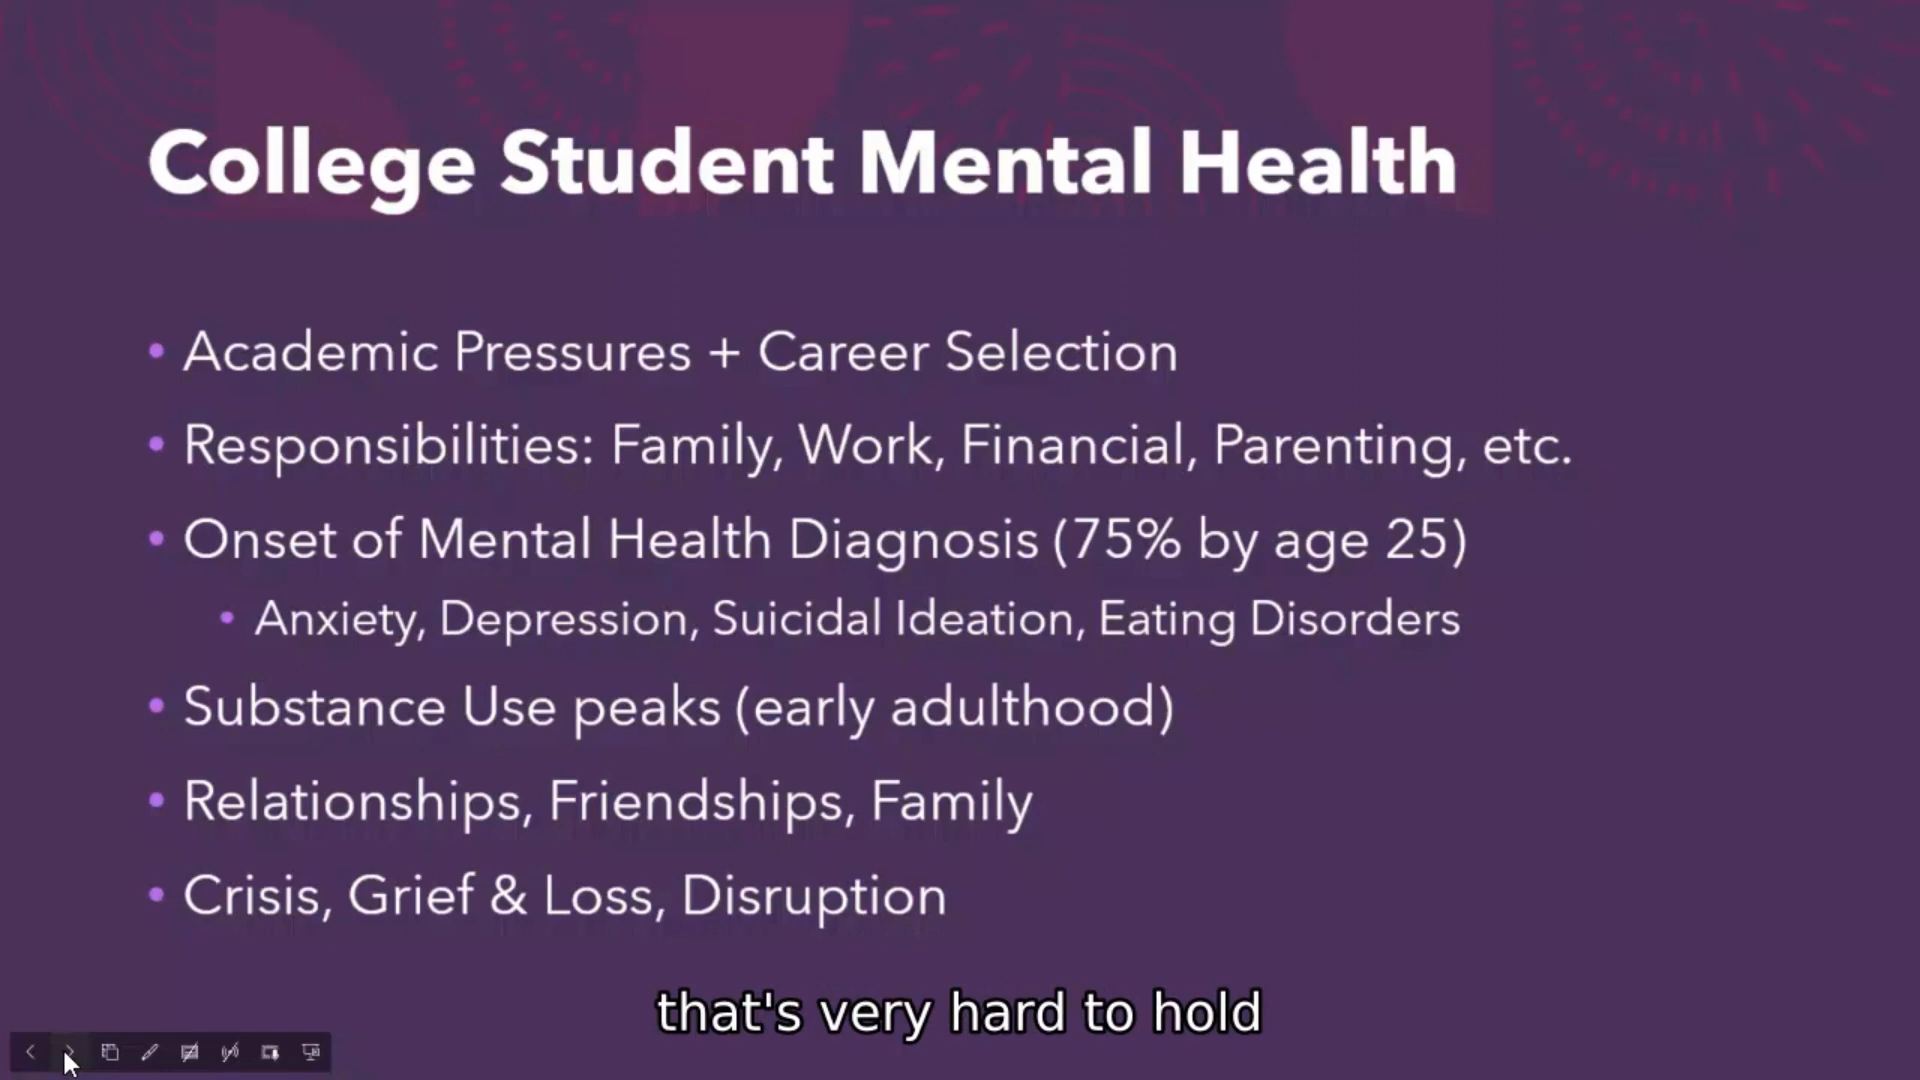 College Student Mental Health
• Academic Pressures + Career Selection
• Responsibilities: Family, Work, Financial, Parenting, etc.
• Onset of Mental Health Diagnosis (75% by age 25)
• Anxiety, Depression, Suicidal Ideation, Eating Disorders
• Substance Use peaks (early adulthood)
• Relationships, Friendships, Family
• Crisis, Grief & Loss, Disruption
that's very hard to hold